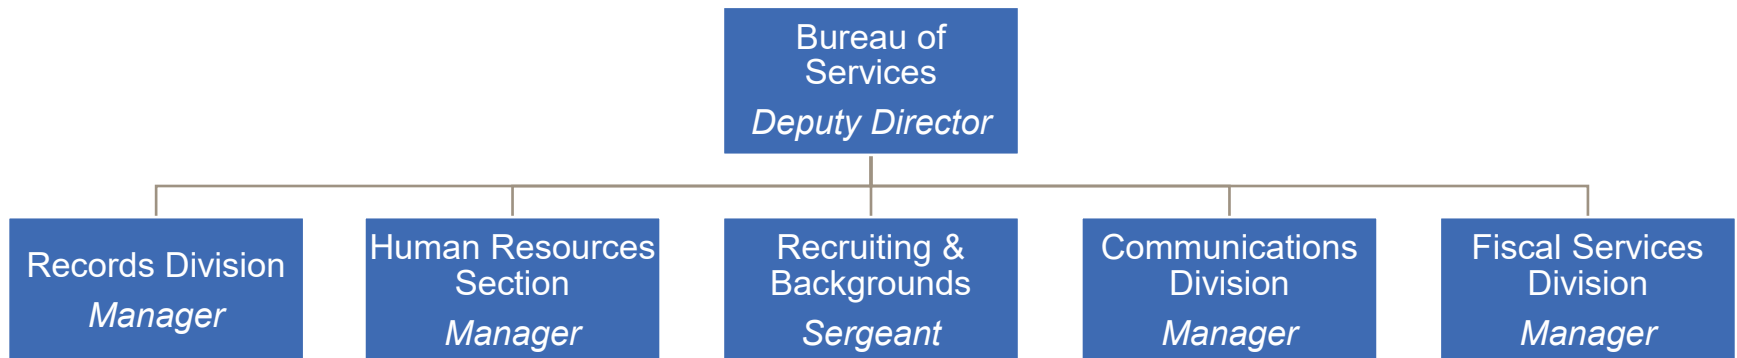 Bureau of
Services
Deputy Director
Records Division
Manager
Human Resources
Section
Manager
Recruiting &
Backgrounds
Sergeant
Communications
Division
Manager
Fiscal Services
Division
Manager